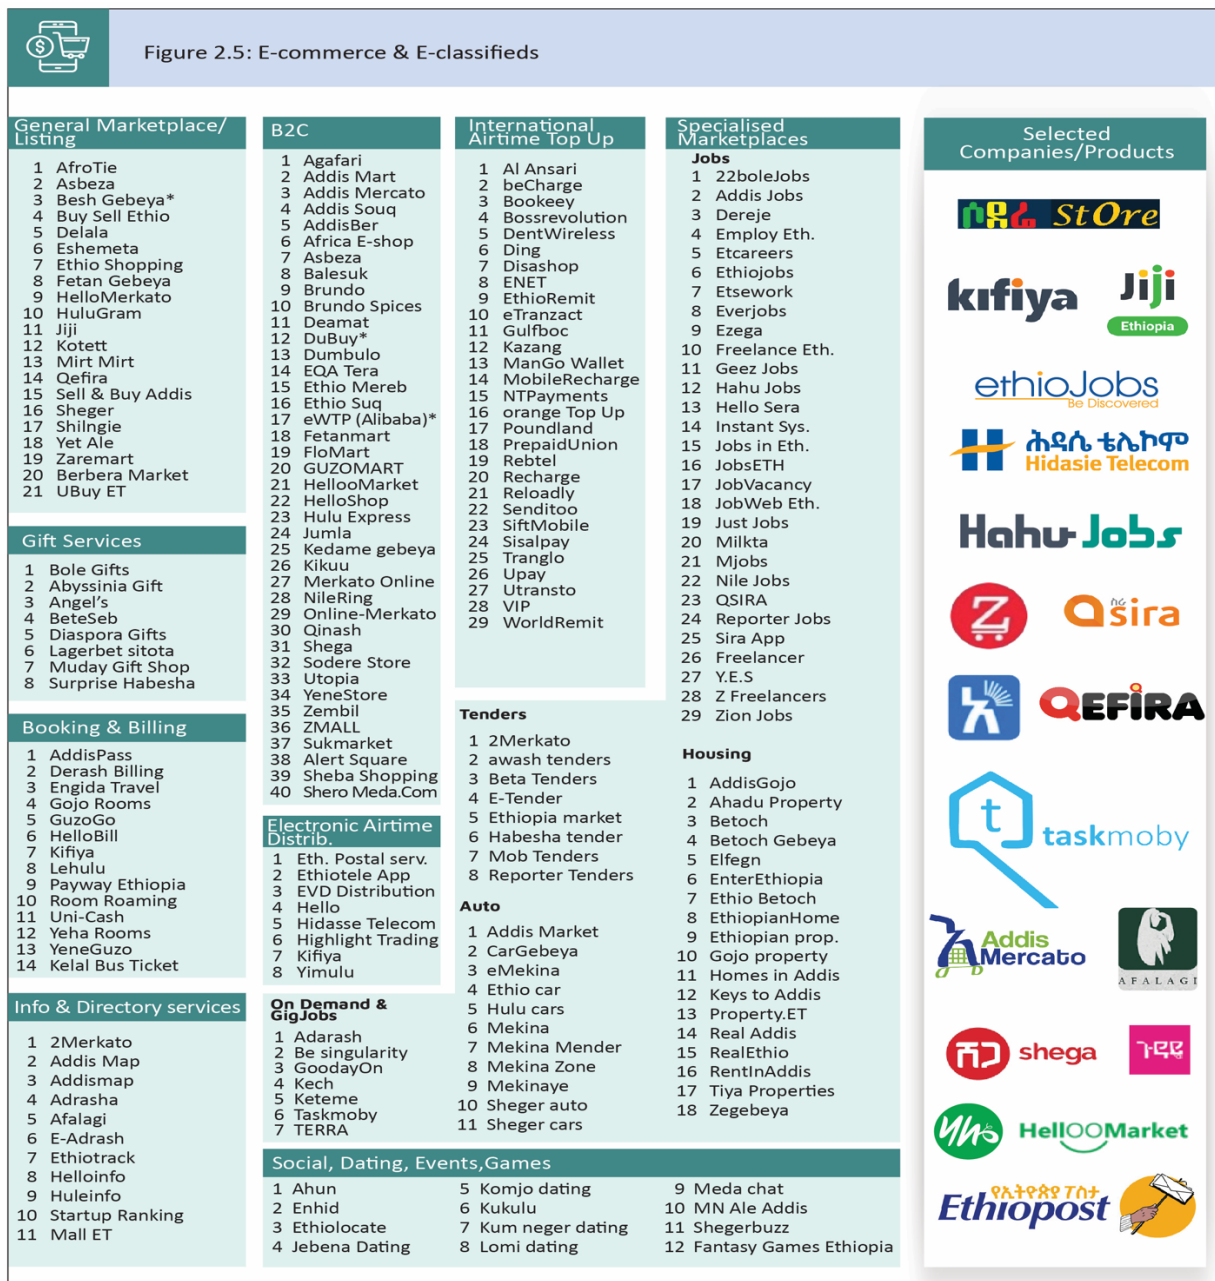 Figure 2.5: E-commerce & E-classifieds
General Marketplace/
Listing
1 AfroTie
2 Asbeza
3 Besh Gebeya*
4 Buy Sell Ethio
5 Delala
6 Eshemeta
7 Ethio Shopping
8 Fetan Gebeya
9 HelloMerkato
10 HuluGram
11 Jiji
12 Kotett
13 Mirt Mirt
14 Qefira
15 Sell & Buy Addis
16 Sheger
17 Shilngie
18 Yet Ale
19 Zaremart
20 Berbera Market
21 UBuy ET
Gift Services
1 Bole Gifts
2 Abyssinia Gift
3 Angel's
4 BeteSeb
5 Diaspora Gifts
6 Lagerbet sitota
7 Muday Gift Shop
8 Surprise Habesha
Booking & Billing
1 AddisPass
2 Derash Billing
3 Engida Travel
4 Gojo Rooms
5 GuzoGo
6 HelloBill
7 Kifiya
8 Lehulu
9 Payway Ethiopia
10 Room Roaming
11 Uni-Cash
12 Yeha Rooms
13 YeneGuzo
14 Kelal Bus Ticket
Info & Directory services
1 2Merkato
2 Addis Map
3 Addismap
4 Adrasha
5 Afalagi
6 E-Adrash
7 Ethiotrack
8 Helloinfo
9 Huleinfo
10 Startup Ranking
11 Mall ET
B2C
1 Agafari
2 Addis Mart
3 Addis Mercato
4 Addis Souq
5 AddisBer
6 Africa E-shop
7 Asbeza
8 Balesuk
9 Brundo
10 Brundo Spices
11 Deamat
12 DuBuy*
13 Dumbulo
14 EQA Tera
15 Ethio Mereb
16 Ethio Suq
17 eWTP (Alibaba)*
18 Fetanmart
19 FloMart
20 GUZOMART
21 HellooMarket
22 HelloShop
23 Hulu Express
24 Jumla
25 Kedame gebeya
26 Kikuu
27 Merkato Online
28 NileRing
29 Online-Merkato
30 Qinash
31 Shega
32 Sodere Store
33 Utopia
34 YeneStore
35 Zembil
36 ZMALL
37 Sukmarket
38 Alert Square
39 Sheba Shopping
40 Shero Meda.Com
Electronic Airtime
Distrib.
1 Eth. Postal serv.
2 Ethiotele App
3 EVD Distribution
4 Hello
5 Hidasse Telecom
6 Highlight Trading
7 Kifiya
8 Yimulu
On Demand &
GigJobs
1 Adarash
2 Be singularity
3 GoodayOn
4 Kech
5 Keteme
6 Taskmoby
7 TERRA
International
Airtime Top Up
1 Al Ansari
2 beCharge
3 Bookeey
4 Bossrevolution
5 DentWireless
6 Ding
7 Disashop
8 ENET
9 EthioRemit
10 eTranzact
11 Gulfboc
12 Kazang
13 ManGo Wallet
14 MobileRecharge
15 NTPayments
16 orange Top Up
17 Poundland
18 PrepaidUnion
19 Rebtel
20 Recharge
21 Reloadly
22 Senditoo
23 SiftMobile
24 Sisalpay
25 Tranglo
26 Upay
27 Utransto
28 VIP
29 WorldRemit
Tenders
1 2Merkato
2 awash tenders
3 Beta Tenders
4 E-Tender
5 Ethiopia market
6 Habesha tender
7 Mob Tenders
8 Reporter Tenders
Auto
1 Addis Market
2 CarGebeya
3 eMekina
4 Ethio car
5 Hulu cars
6 Mekina
7 Mekina Mender
8 Mekina Zone
9 Mekinaye
10 Sheger auto
11 Sheger cars
Specialised
Marketplaces
Jobs
1 22boleJobs
2 Addis Jobs
3 Dereje
4 Employ Eth.
5 Etcareers
6 Ethiojobs
7 Etsework
8 Everjobs
9 Ezega
10 Freelance Eth.
11 Geez Jobs
12 Hahu Jobs
13 Hello Sera
14 Instant Sys.
15 Jobs in Eth.
16 JobsETH
17 JobVacancy
18 JobWeb Eth.
19 Just Jobs
20 Milkta
21 Mjobs
22 Nile Jobs
23 QSIRA
24 Reporter Jobs
25 Sira App
26 Freelancer
27 Y.E.S
28 Z Freelancers
29 Zion Jobs
Housing
1 AddisGojo
2 Ahadu Property
3 Betoch
4 Betoch Gebeya
5 Elfegn
6 EnterEthiopia
7 Ethio Betoch
8 EthiopianHome
9 Ethiopian prop.
10 Gojo property
11 Homes in Addis
12 Keys to Addis
13 Property.ET
14 Real Addis
15 RealEthio
16 RentInAddis
17 Tiya Properties
18 Zegebeya
Social, Dating, Events,Games
1 Ahun
2 Enhid
3 Ethiolocate
4 Jebena Dating
5 Komjo dating
6 Kukulu
7 Kum neger dating
8 Lomi dating
9 Meda chat
10 MN Ale Addis
11 Shegerbuzz
12 Fantasy Games Ethiopia
Selected
Companies/Products
ሶደሬ StOre
kifiya
Jiji
Ethiopia
ethioJobs
Be Discovered
ሕዳሴ ቴሌኮም
Hidasie Telecom
Hahu Jobs
Z
ሥራ
Qsira
QEFIRA
t
taskmoby
Addis
Mercato
AFALAGI
ሸጋ shega
ጉዳዬ
HellOOMarket
የኢትዮጵያ ፖስታ
Ethiopost